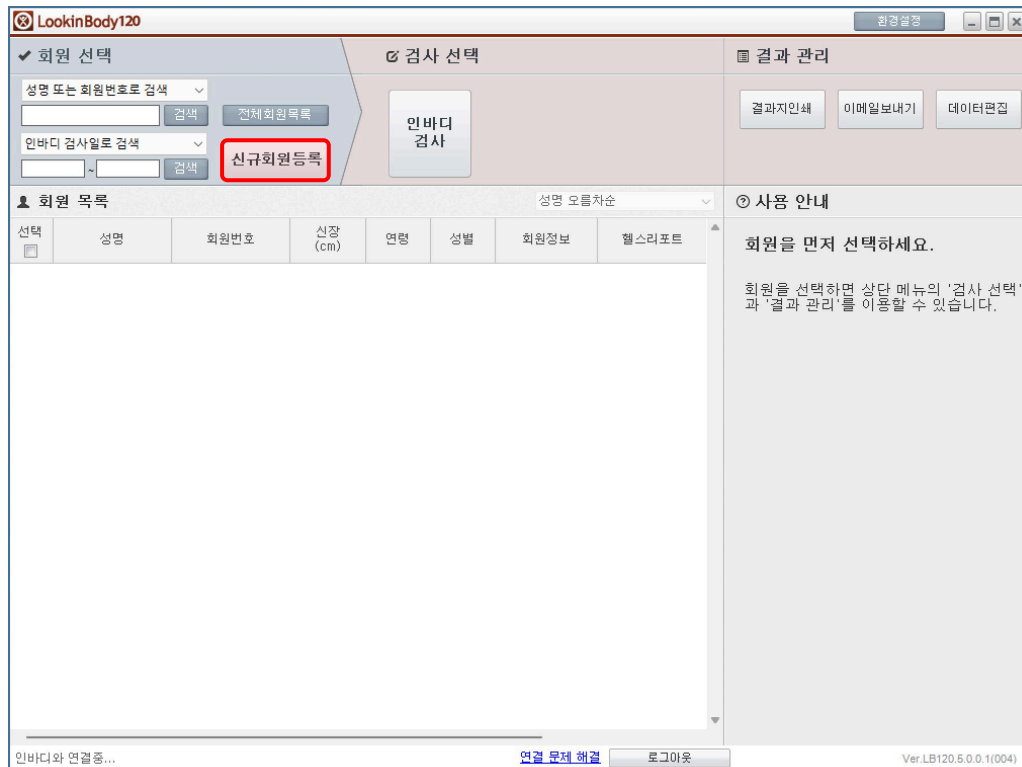 LookinBody120
환경설정
회원 선택
검사 선택
결과 관리
성명 또는 회원번호로 검색
검색
전체회원목록
인바디 검사일로 검색
~
검색
신규회원등록
인바디
검사
결과지인쇄
이메일보내기
데이터편집
회원 목록
성명 오름차순
사용 안내
선택
성명
회원번호
신장
(cm)
연령
성별
회원정보
헬스리포트
회원을 먼저 선택하세요.
회원을 선택하면 상단 메뉴의 '검사 선택'
과 '결과 관리'를 이용할 수 있습니다.
인바디와 연결중...
연결 문제 해결
로그아웃
Ver.LB120.5.0.0.1(004)